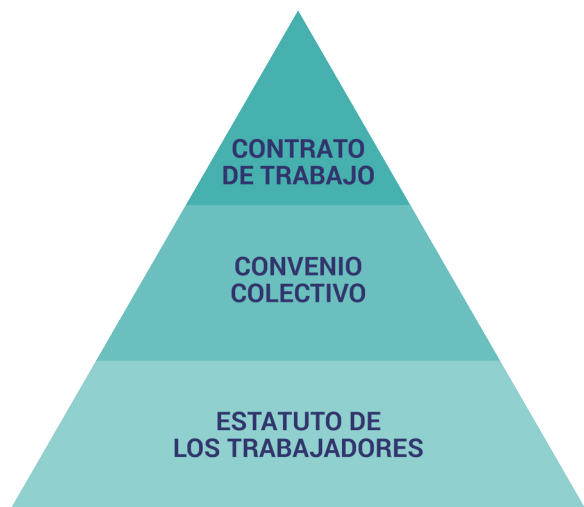 CONTRATO
DE TRABAJO
CONVENIO
COLECTIVO
ESTATUTO DE
LOS TRABAJADORES